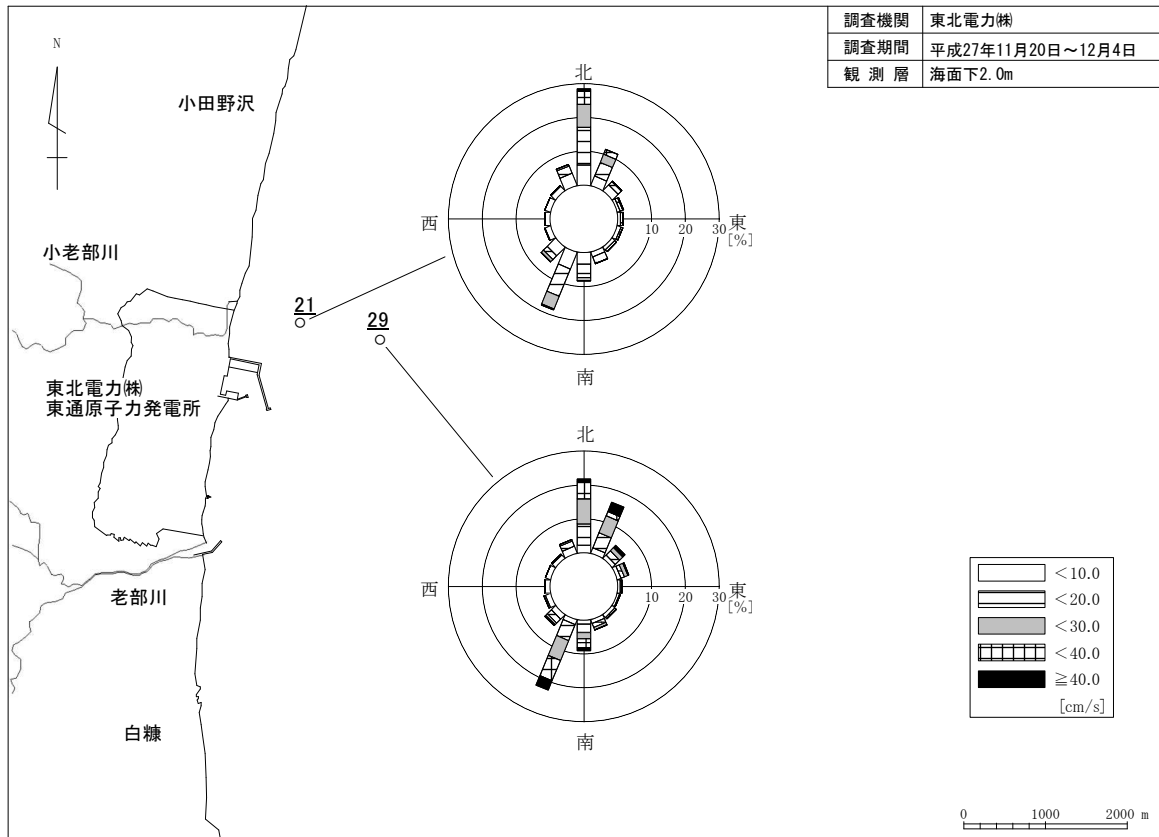 調査機関 東北電力㈱
調査期間 平成27年11月20日～12月4日
観 測 層 海面下2.0m
N
小田野沢
北
西
東
10 20 30
[%]
南
小老部川
21
29
東北電力㈱
東通原子力発電所
北
西
東
10 20 30
[%]
南
老部川
白糠
＜10.0
＜20.0
＜30.0
＜40.0
≧40.0
[cm/s]
0 1000 2000 m